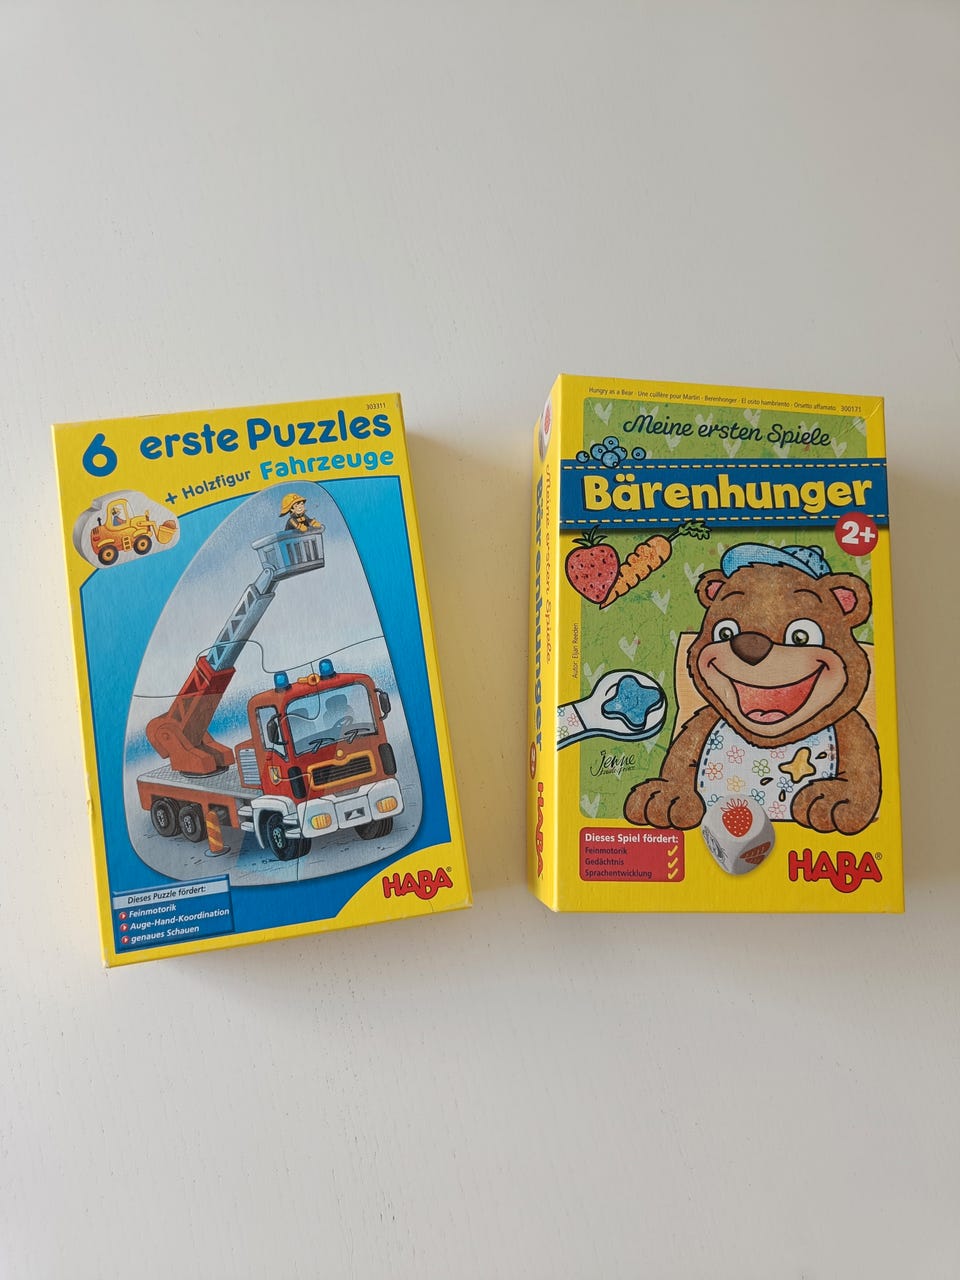 303311
6 erste Puzzles
+ Holzfigur Fahrzeuge
Dieses Puzzle fördert:
Feinmotorik
Auge-Hand-Koordination
genaues Schauen
HABA®
Hungry as a Bear · Une cuillère pour Martin · Berenhonger · El osito hambriento · Orsetto affamato 300171
Meine ersten Spiele
Bärenhunger
2+
Autor: Eljan Reeden
Jenne
Dieses Spiel fördert:
Feinmotorik
Gedächtnis
Sprachentwicklung
HABA®
Meine ersten Spiele
Bärenhunger
HABA